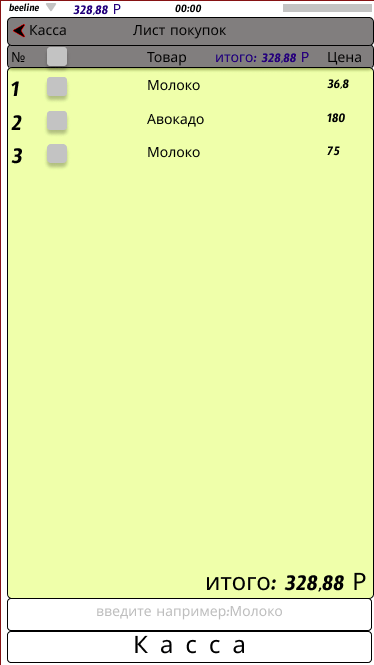 beeline 328,88 Р 00:00
Касса Лист покупок
№ Товар итого: 328,88 Р Цена
1 Молоко 36,8
2 Авокадо 180
3 Молоко 75
итого: 328,88 Р
введите например:Молоко
Касса